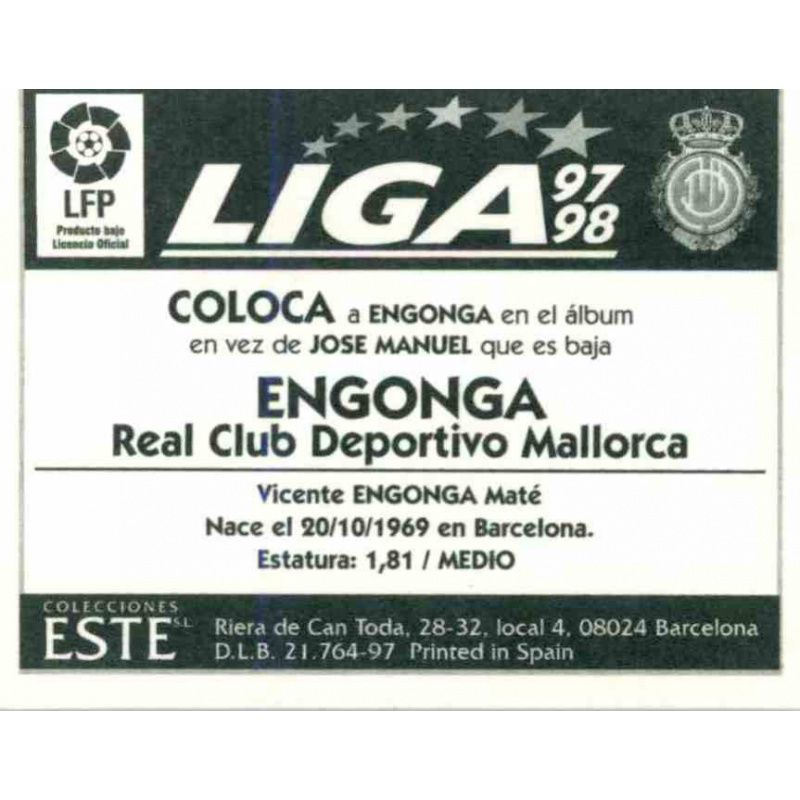 LFP
Producto bajo
Licencia Oficial
LIGA 97
98
COLOCA a ENGONGA en el álbum
en vez de JOSE MANUEL que es baja
ENGONGA
Real Club Deportivo Mallorca
Vicente ENGONGA Maté
Nace el 20/10/1969 en Barcelona.
Estatura: 1,81 / MEDIO
COLECCIONES
ESTE S.L.
Riera de Can Toda, 28-32, local 4, 08024 Barcelona
D.L.B. 21.764-97 Printed in Spain